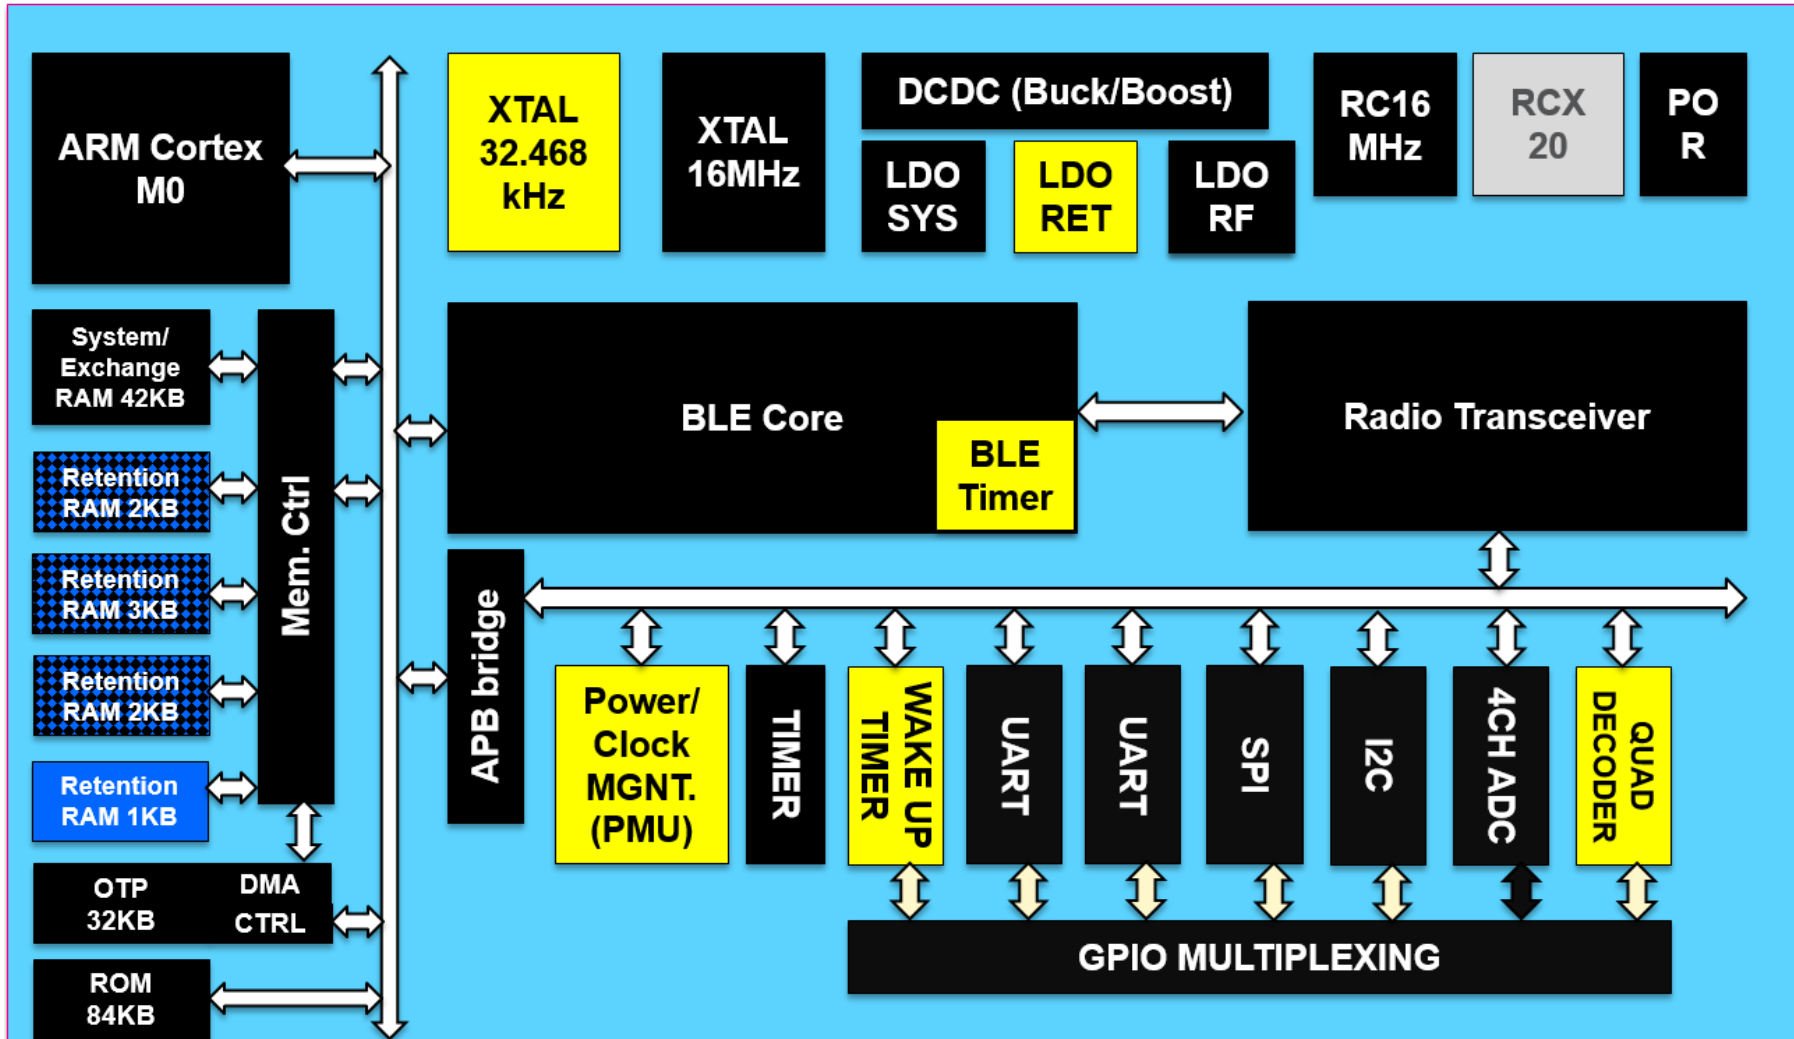 ARM Cortex
M0
XTAL
32.468
kHz
XTAL
16MHz
DCDC (Buck/Boost)
LDO
SYS
LDO
RET
LDO
RF
RC16
MHz
RCX
20
PO
R
System/
Exchange
RAM 42KB
Retention
RAM 2KB
Retention
RAM 3KB
Retention
RAM 2KB
Retention
RAM 1KB
Mem. Ctrl
OTP
32KB
DMA
CTRL
ROM
84KB
BLE Core
BLE
Timer
Radio Transceiver
APB bridge
Power/
Clock
MGNT.
(PMU)
TIMER
WAKE UP
TIMER
UART
UART
SPI
I2C
4CH ADC
QUAD
DECODER
GPIO MULTIPLEXING